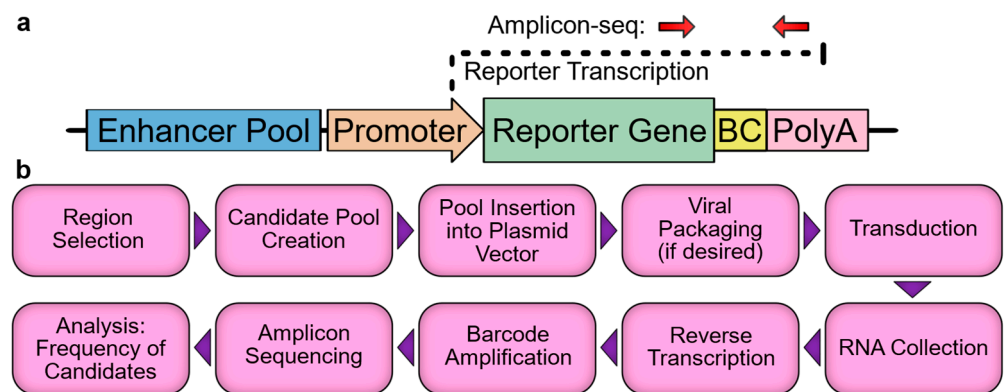 a
Amplicon-seq:
Reporter Transcription
Enhancer Pool
Promoter
Reporter Gene
BC
PolyA
b
Region
Selection
Candidate Pool
Creation
Pool Insertion
into Plasmid
Vector
Viral
Packaging
(if desired)
Transduction
RNA Collection
Reverse
Transcription
Barcode
Amplification
Amplicon
Sequencing
Analysis:
Frequency of
Candidates